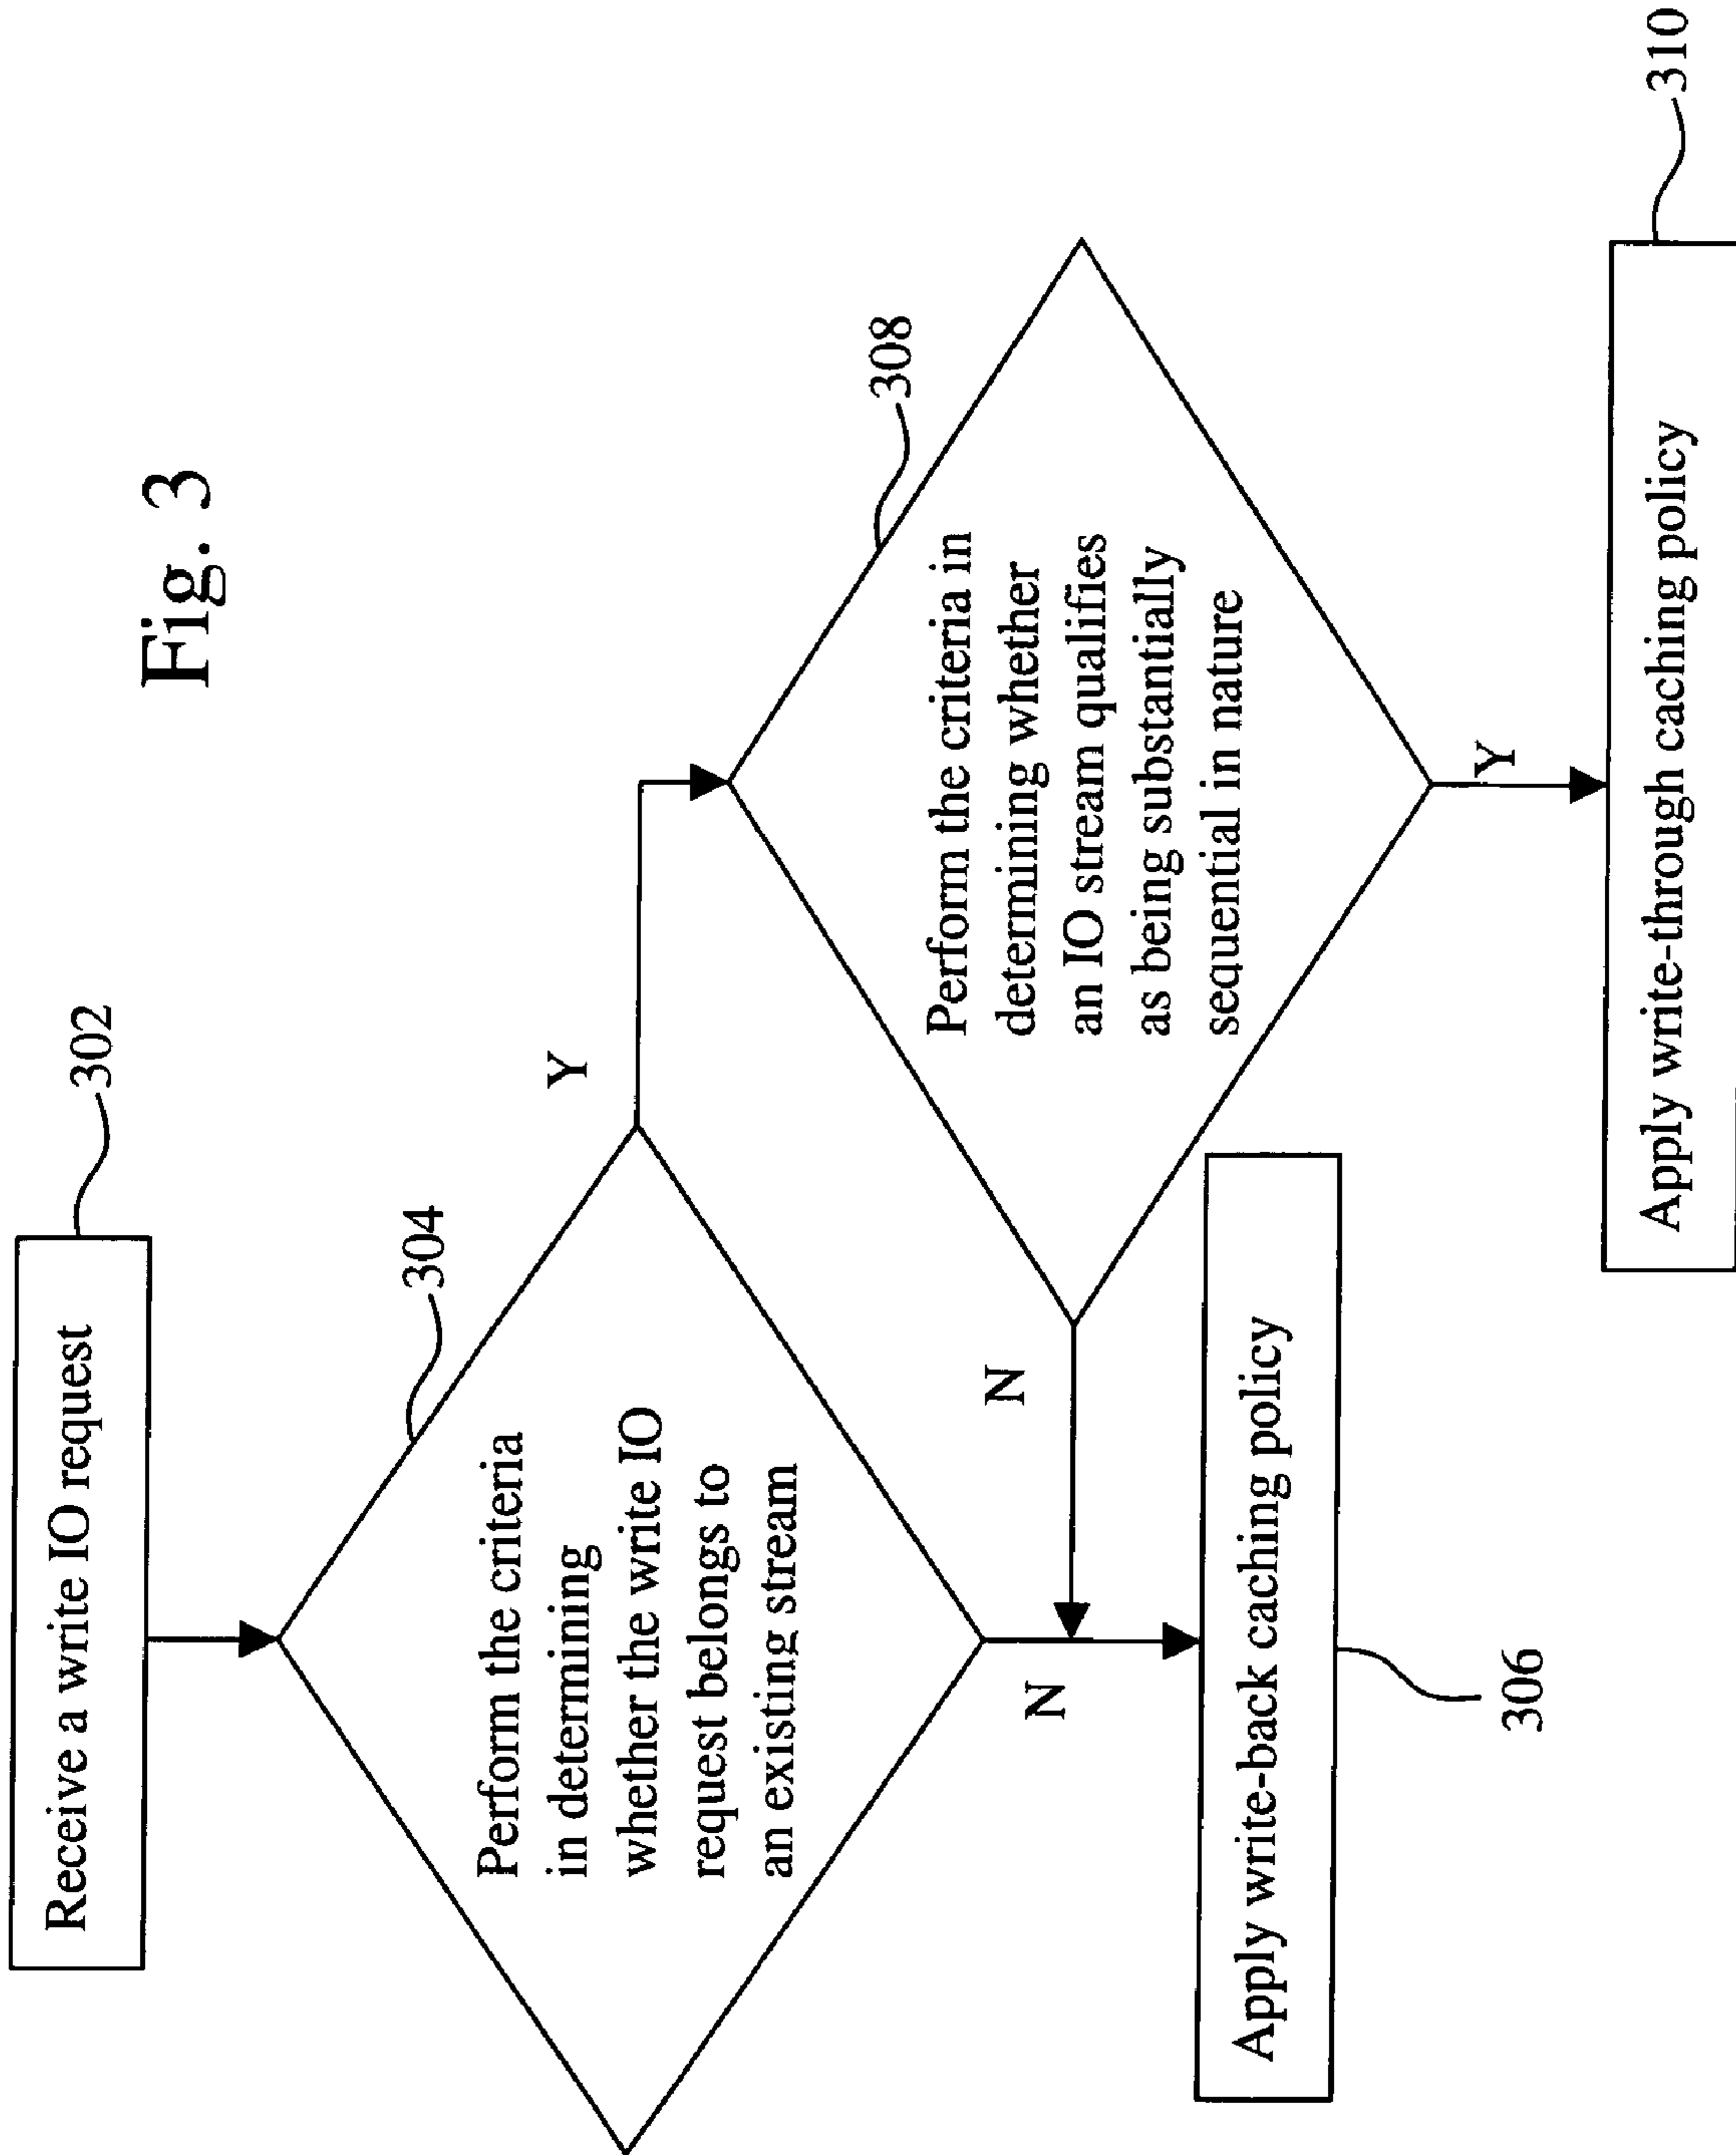 Fig. 3
Receive a write IO request
302
304
Perform the criteria
in determining
whether the write IO
request belongs to
an existing stream
Y
N
308
Perform the criteria in
determining whether
an IO stream qualifies
as being substantially
sequential in nature
N
Y
Apply write-back caching policy
306
Apply write-through caching policy
310